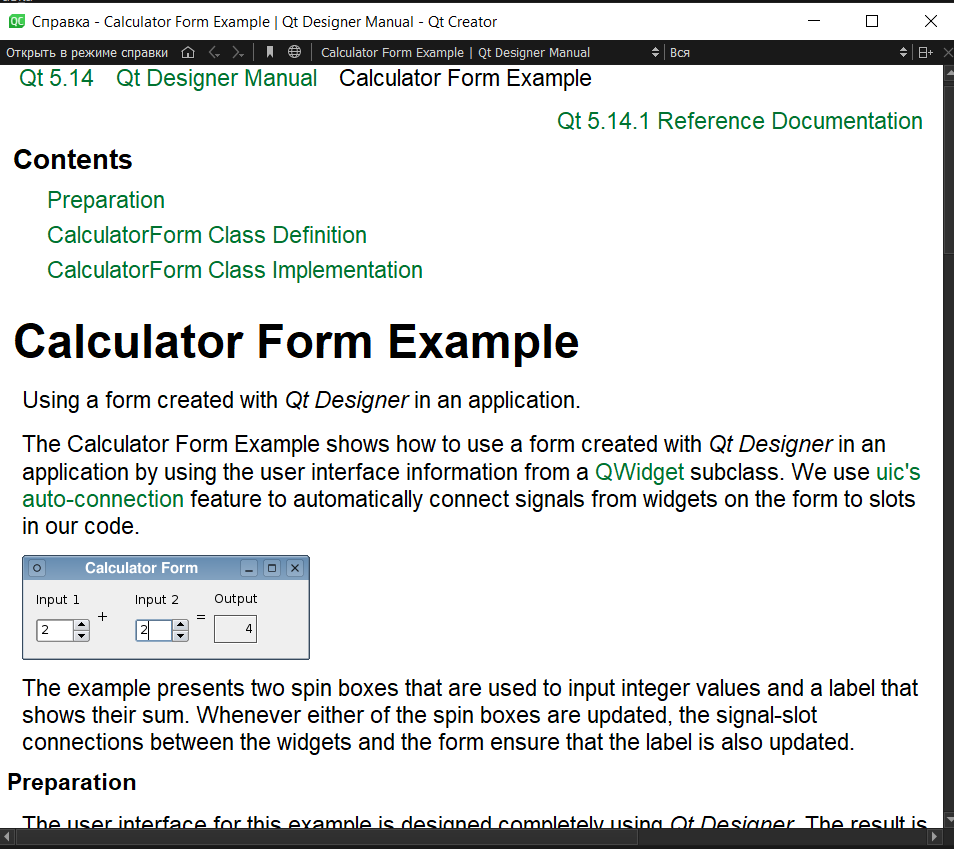 Справка - Calculator Form Example | Qt Designer Manual - Qt Creator
Открыть в режиме справки Calculator Form Example | Qt Designer Manual Вся
Qt 5.14 Qt Designer Manual Calculator Form Example
Qt 5.14.1 Reference Documentation
Contents
Preparation
CalculatorForm Class Definition
CalculatorForm Class Implementation
Calculator Form Example
Using a form created with Qt Designer in an application.
The Calculator Form Example shows how to use a form created with Qt Designer in an
application by using the user interface information from a QWidget subclass. We use uic's
auto-connection feature to automatically connect signals from widgets on the form to slots
in our code.
Calculator Form
Input 1 Input 2 Output
2 + 2 = 4
The example presents two spin boxes that are used to input integer values and a label that
shows their sum. Whenever either of the spin boxes are updated, the signal-slot
connections between the widgets and the form ensure that the label is also updated.
Preparation
The user interface for this example is designed completely using Qt Designer. The result is